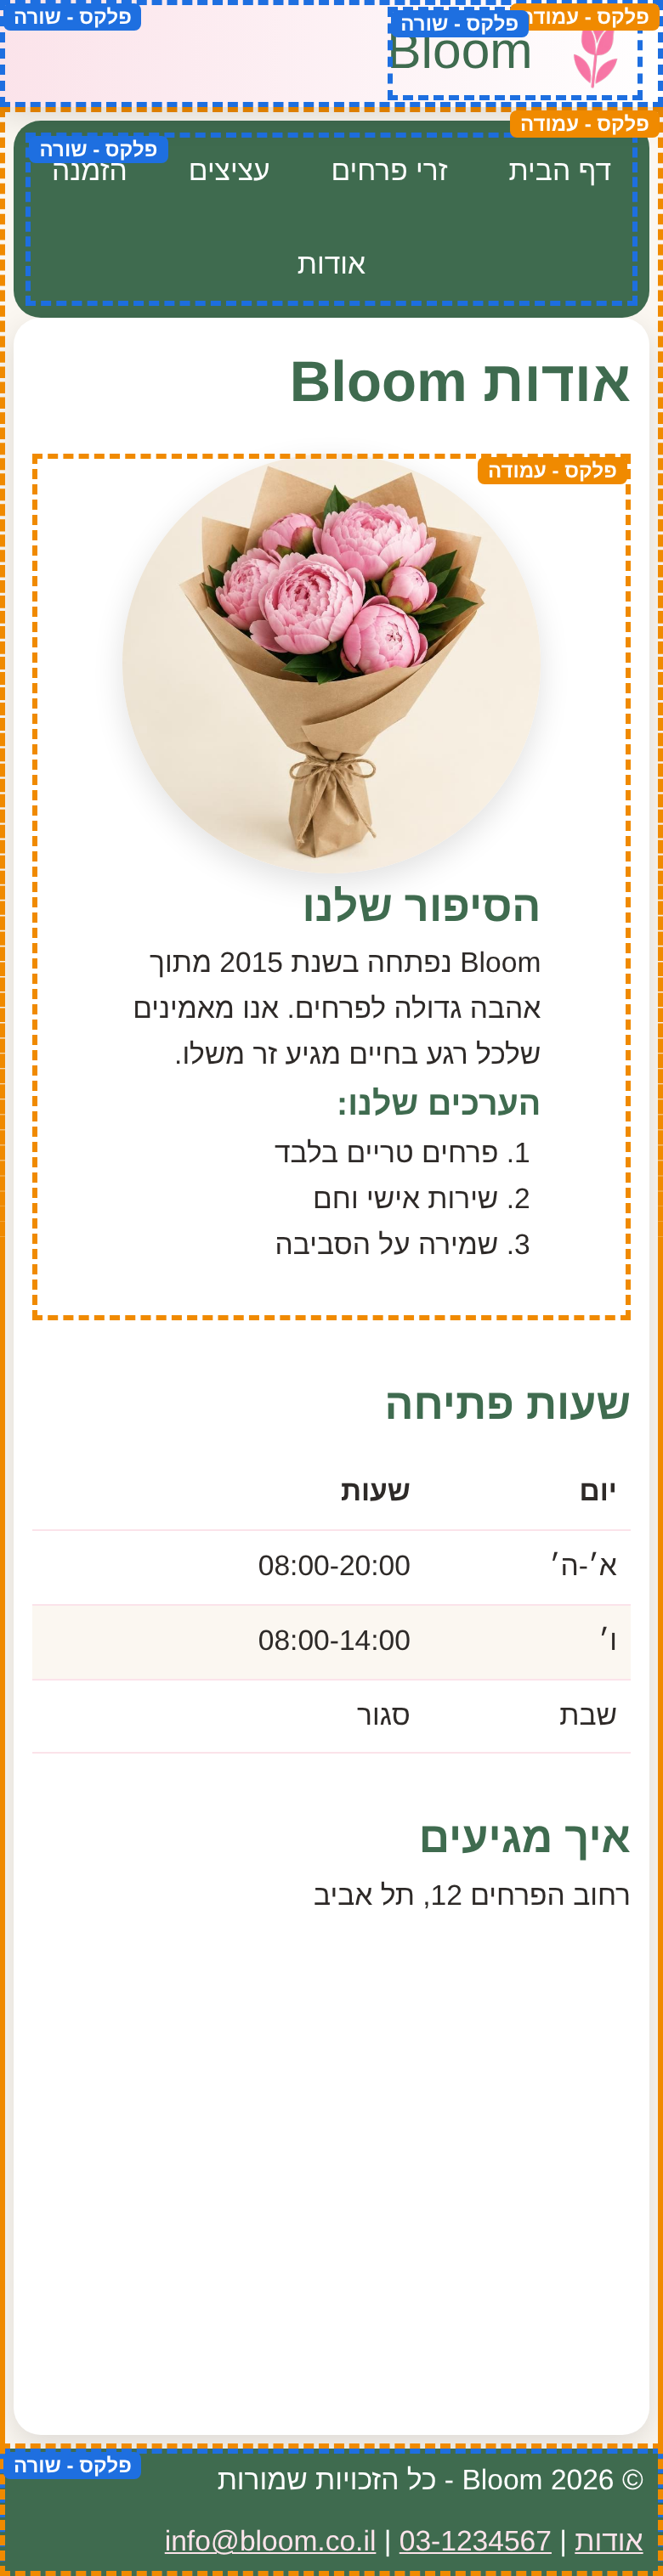 פלקס - עמודה
פלקס - שורה
פלקס - שורה
Bloom
פלקס - עמודה
פלקס - שורה
דף הבית
זרי פרחים
עציצים
הזמנה
אודות
אודות Bloom
פלקס - עמודה
הסיפור שלנו
Bloom נפתחה בשנת 2015 מתוך
אהבה גדולה לפרחים. אנו מאמינים
שלכל רגע בחיים מגיע זר משלו.
הערכים שלנו:
1. פרחים טריים בלבד
2. שירות אישי וחם
3. שמירה על הסביבה
שעות פתיחה
יום שעות
א׳-ה׳ 08:00-20:00
ו׳ 08:00-14:00
שבת סגור
איך מגיעים
רחוב הפרחים 12, תל אביב
פלקס - שורה
© 2026 Bloom - כל הזכויות שמורות
אודות | 03-1234567 | info@bloom.co.il